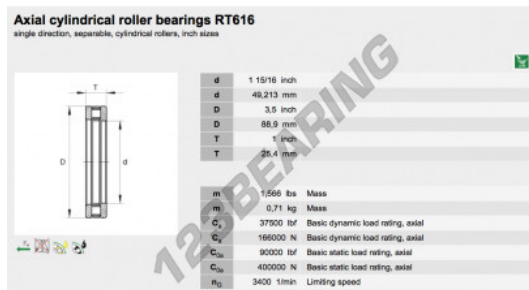 Axial cylindrical roller bearings RT616
single direction, separable, cylindrical rollers, inch sizes
T
D
d
d 1 15/16 inch
d 49,213 mm
D 3,5 inch
D 88,9 mm
T 1 inch
T 25,4 mm
m 1,566 lbs Mass
m 0,71 kg Mass
Ca 37500 lbf Basic dynamic load rating, axial
Ca 166000 N Basic dynamic load rating, axial
C0a 90000 lbf Basic static load rating, axial
C0a 400000 N Basic static load rating, axial
nG 3400 1/min Limiting speed
123BEARING